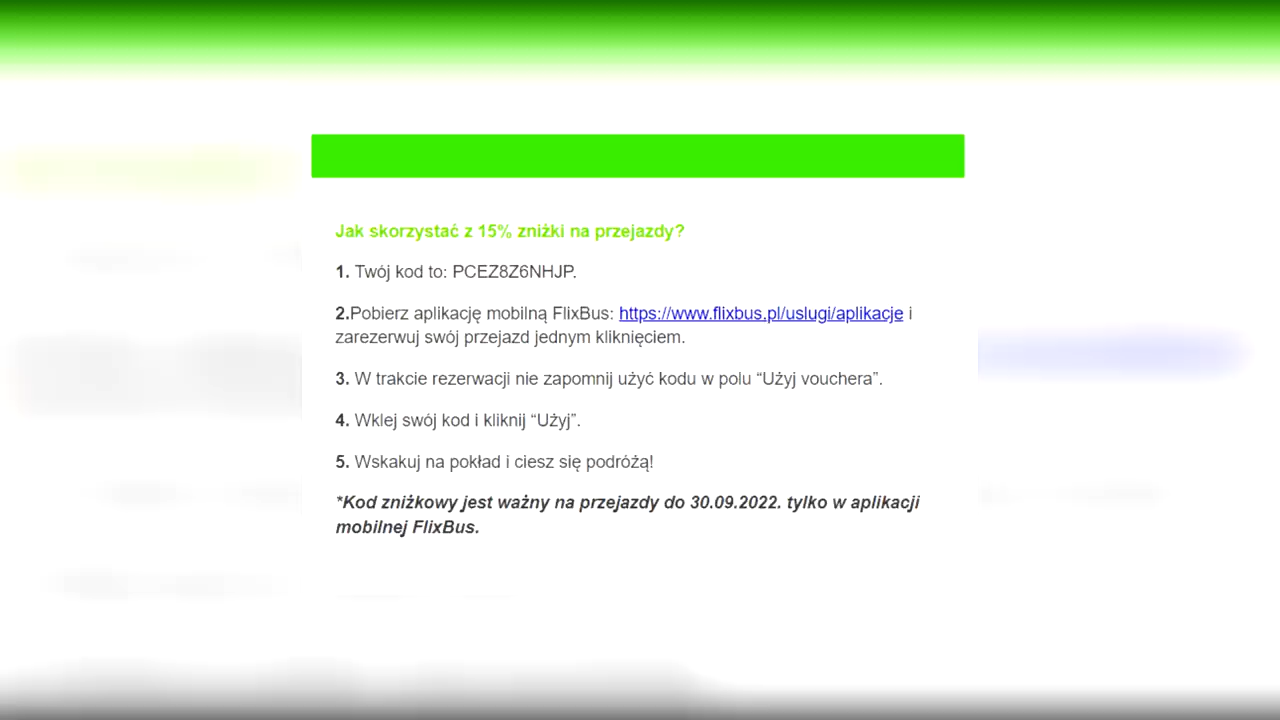 Jak skorzystać z 15% zniżki na przejazdy?
1. Twój kod to: PCEZ8Z6NHJP.
2.Pobierz aplikację mobilną FlixBus: https://www.flixbus.pl/uslugi/aplikacje i
zarezerwuj swój przejazd jednym kliknięciem.
3. W trakcie rezerwacji nie zapomnij użyć kodu w polu “Użyj vouchera”.
4. Wklej swój kod i kliknij “Użyj”.
5. Wskakuj na pokład i ciesz się podróżą!
*Kod zniżkowy jest ważny na przejazdy do 30.09.2022. tylko w aplikacji
mobilnej FlixBus.